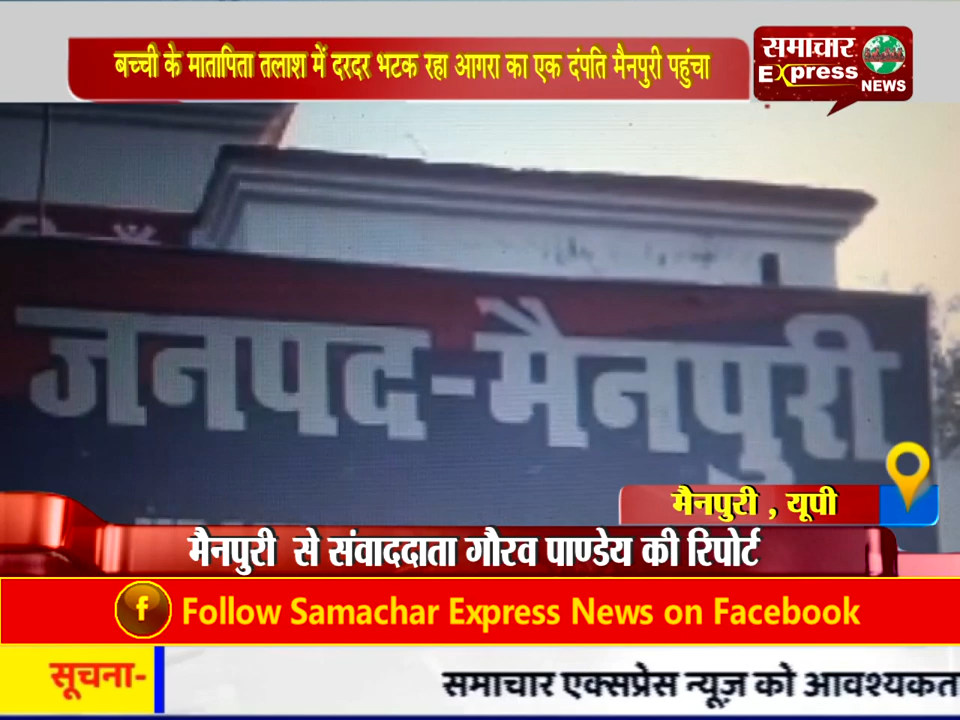 बच्ची के मातापिता तलाश में दरदर भटक रहा आगरा का एक दंपति मैनपुरी पहुंचा
समाचार
Express
NEWS
जनपद-मैनपुरी
मैनपुरी , यूपी
मैनपुरी से संवाददाता गौरव पाण्डेय की रिपोर्ट
f Follow Samachar Express News on Facebook
सूचना- समाचार एक्सप्रेस न्यूज़ को आवश्यकत